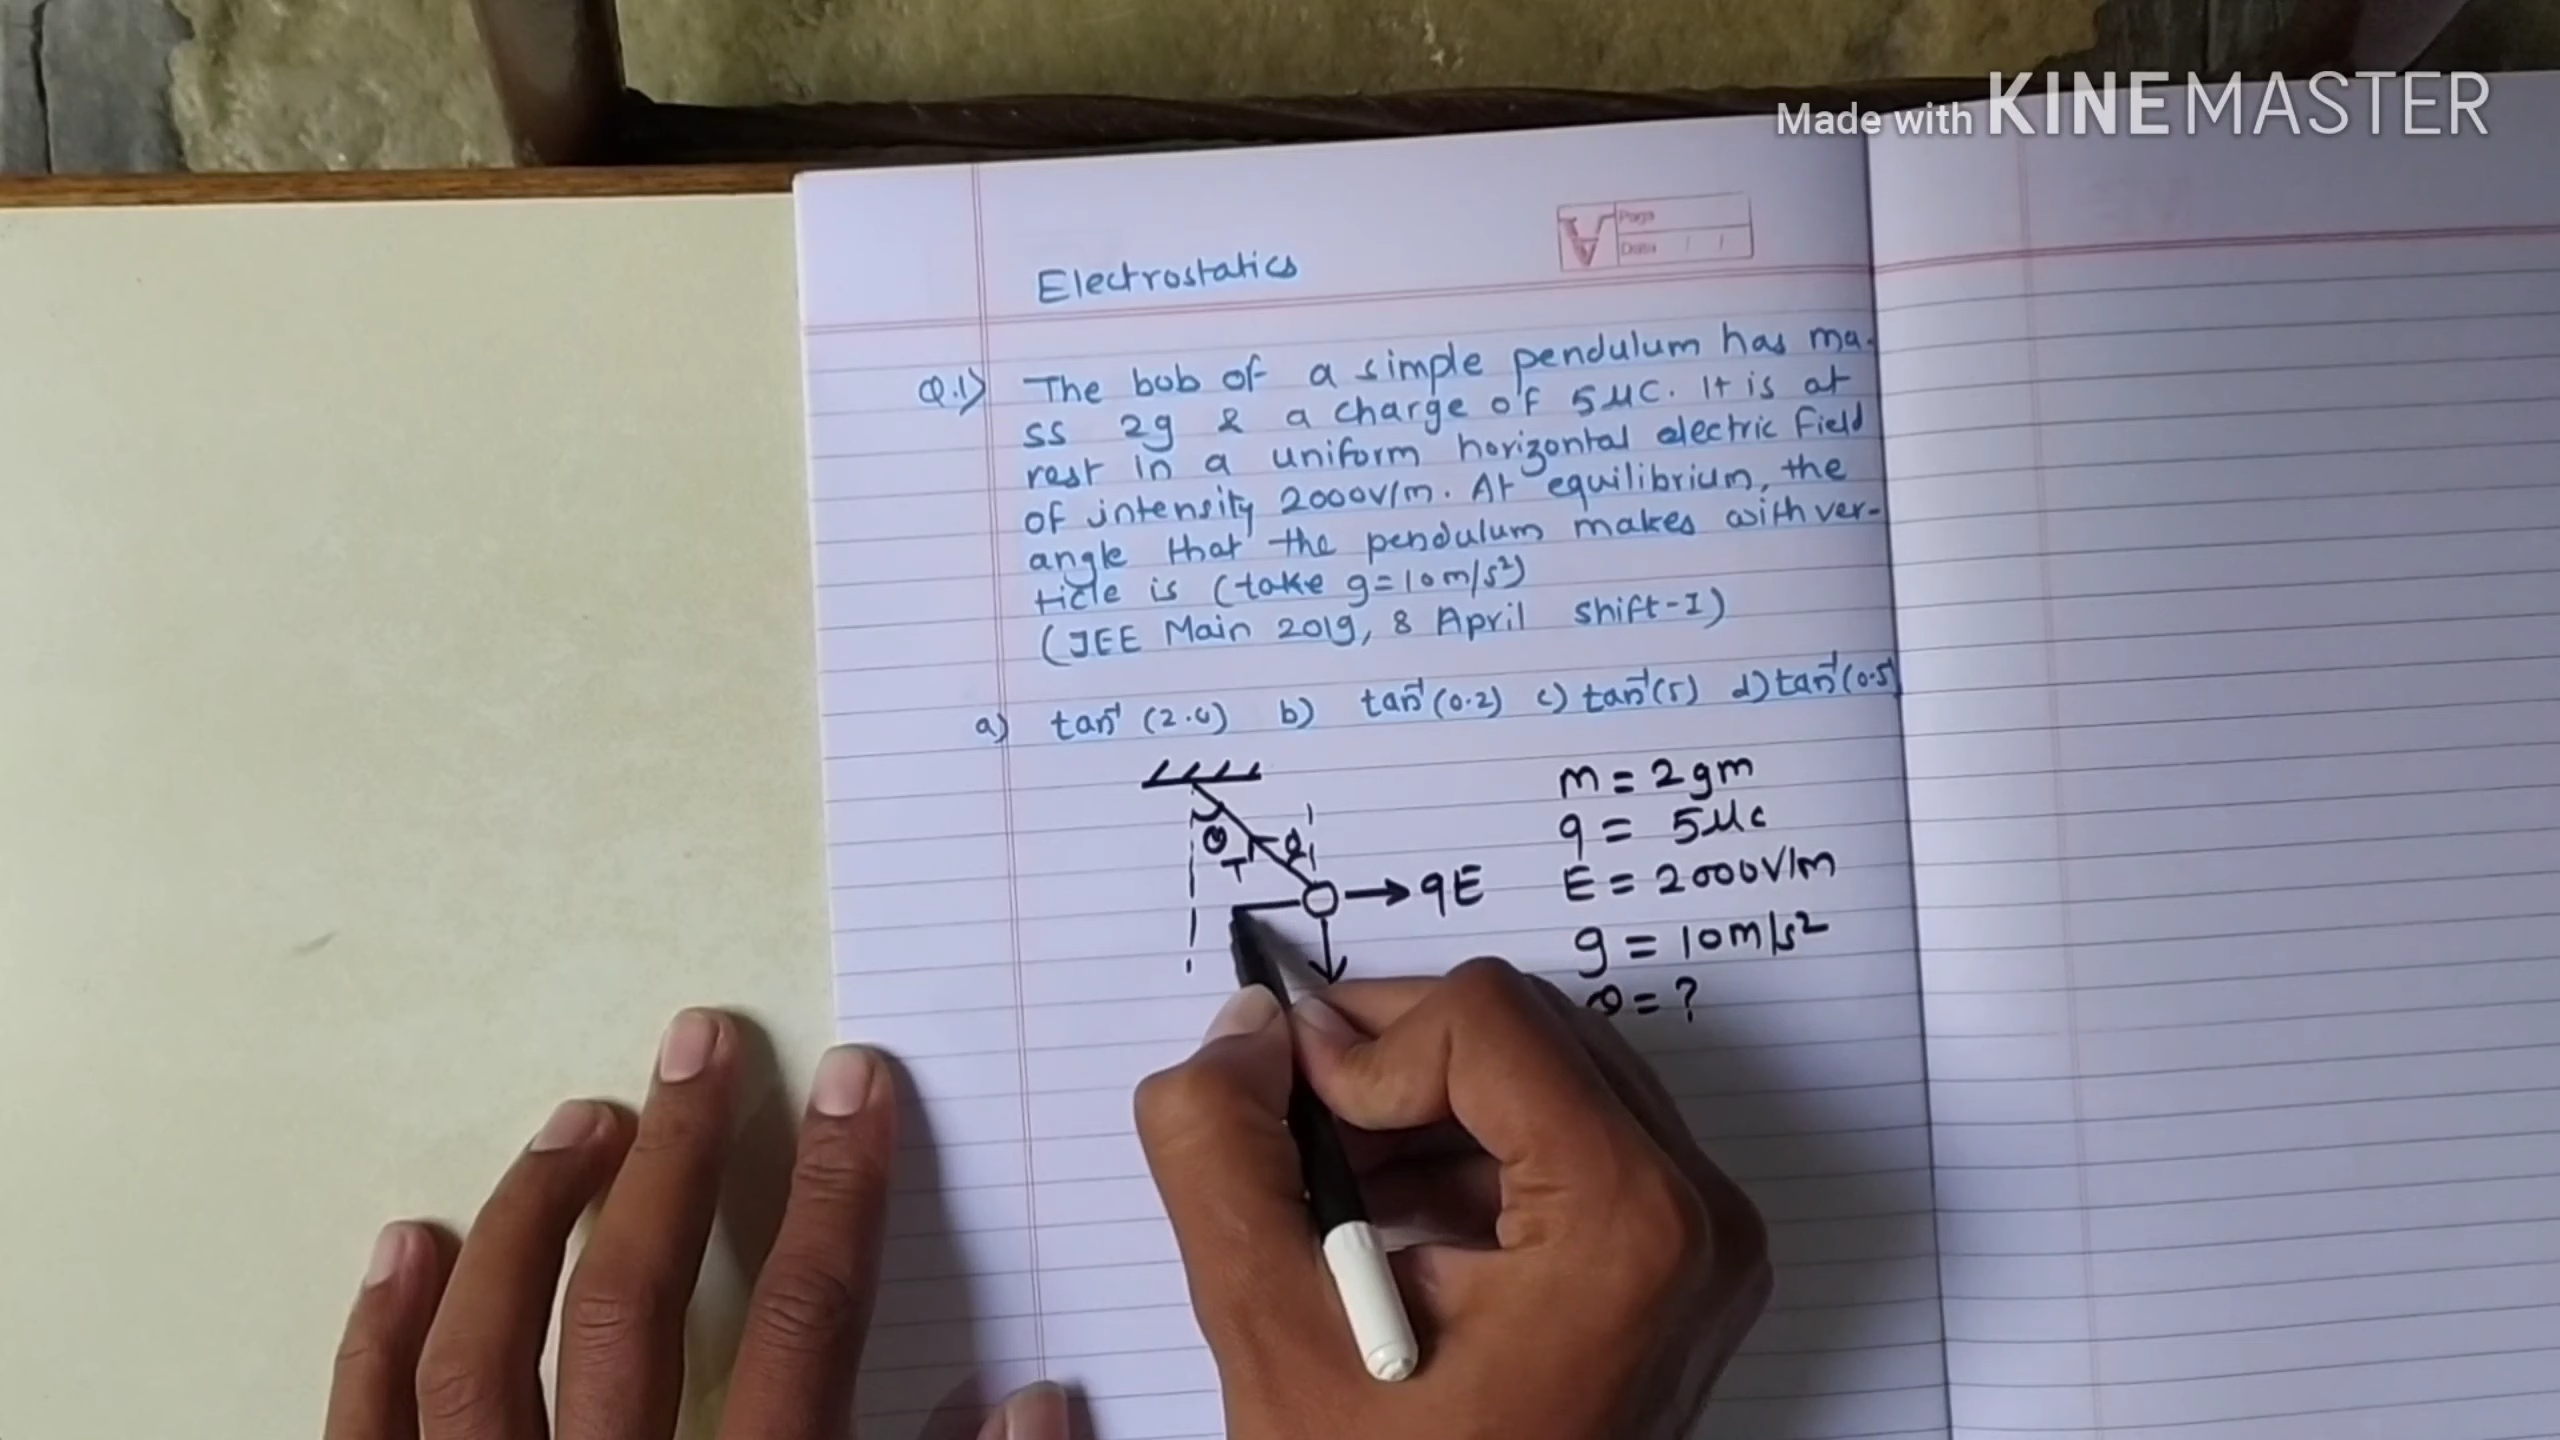 Made with KINEMASTER
Page
Date / /
Electrostatics
Q.1) The bob of a simple pendulum has ma-
ss 2g & a charge of 5μC. It is at
rest in a uniform horizontal electric field
of intensity 2000V/m. At equilibrium, the
angle that the pendulum makes with ver-
ticle is (take g=10m/s²)
(JEE Main 2019, 8 April shift-I)
a) tan⁻¹ (2.0) b) tan⁻¹(0.2) c) tan⁻¹(5) d) tan⁻¹(0.5)
m = 2gm
q = 5μc
θ θ
T
qE
E = 2000V/m
g = 10m/s²
θ = ?